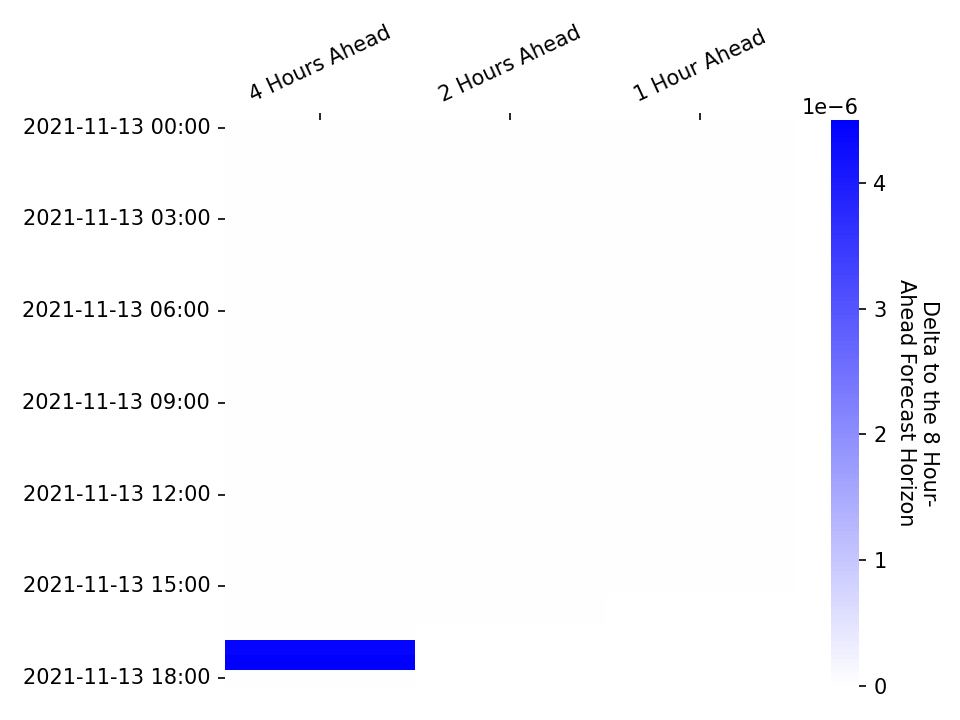 4 Hours Ahead
2 Hours Ahead
1 Hour Ahead
2021-11-13 00:00
2021-11-13 03:00
2021-11-13 06:00
2021-11-13 09:00
2021-11-13 12:00
2021-11-13 15:00
2021-11-13 18:00
1e−6
4
3
2
1
0
Delta to the 8 Hour-
Ahead Forecast Horizon